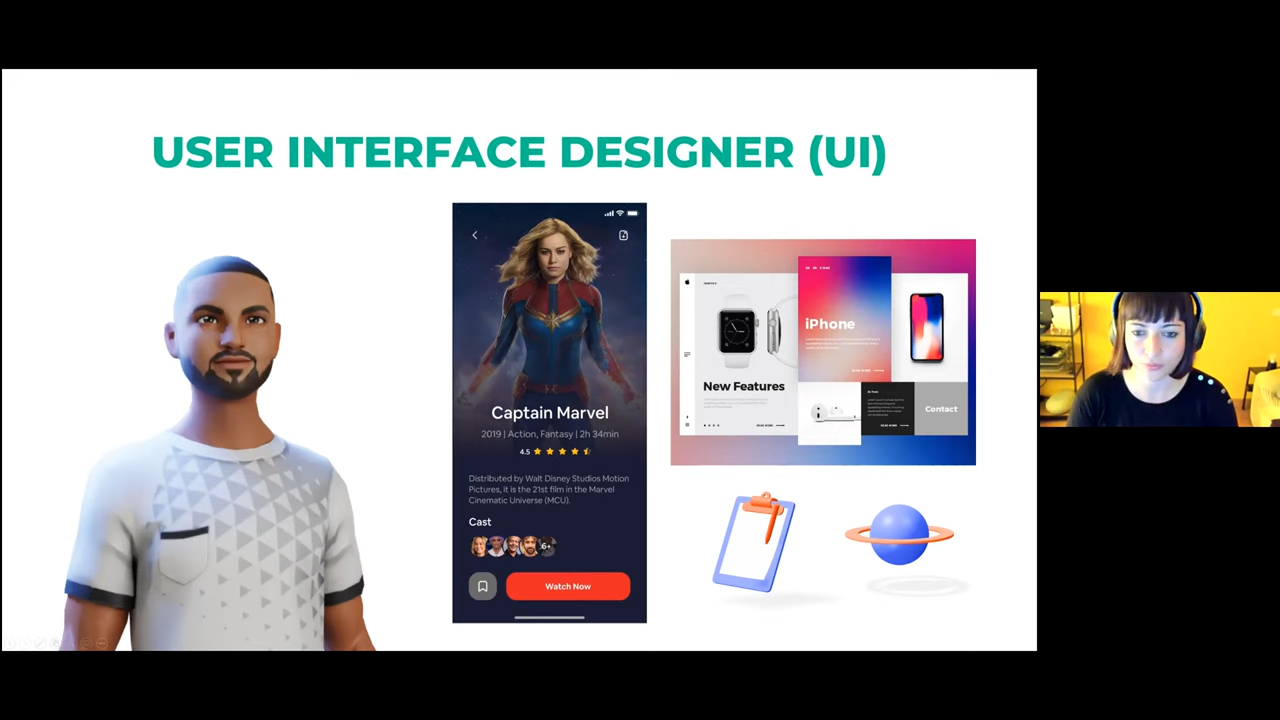 USER INTERFACE DESIGNER (UI)
Captain Marvel
2019 | Action, Fantasy | 2h 34min
4.5
Distributed by Walt Disney Studios Motion
Pictures, it is the 21st film in the Marvel
Cinematic Universe (MCU).
Cast
6+
Watch Now
iPhone
New Features
Contact